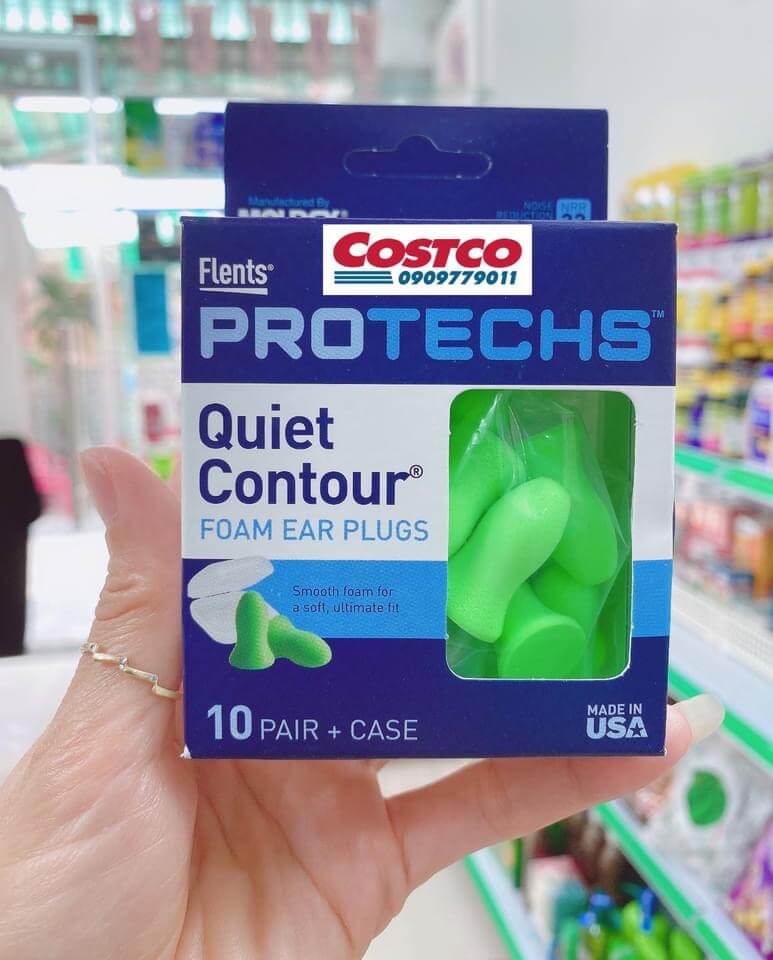 Manufactured By
NOISE
NRR
REDUCTION
Flents®
COSTCO
0909779011
PROTECHS™
Quiet
Contour®
FOAM EAR PLUGS
Smooth foam for
a soft, ultimate fit
10 PAIR + CASE
MADE IN
USA